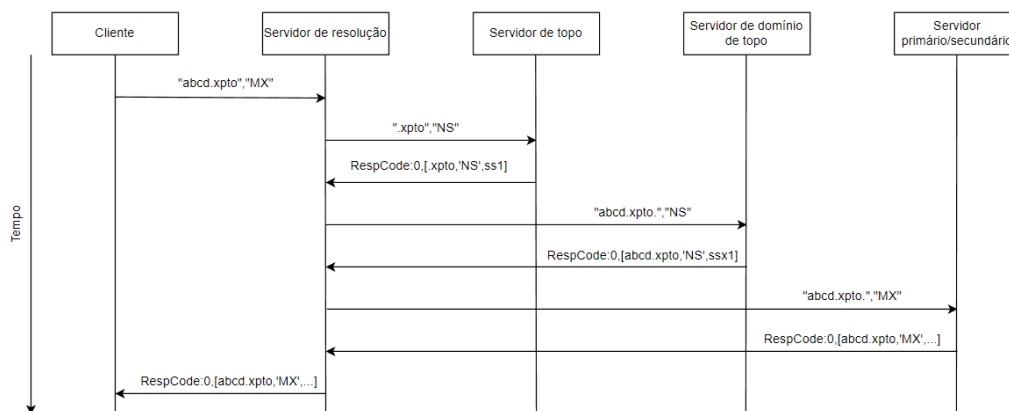 Cliente
Servidor de resolução
Servidor de topo
Servidor de domínio
de topo
Servidor
primário/secundário
"abcd.xpto","MX"
".xpto","NS"
RespCode:0,[.xpto,'NS',ss1]
"abcd.xpto.","NS"
Tempo
RespCode:0,[abcd.xpto,'NS',ssx1]
"abcd.xpto.","MX"
RespCode:0,[abcd.xpto,'MX',...]
RespCode:0,[abcd.xpto,'MX',...]